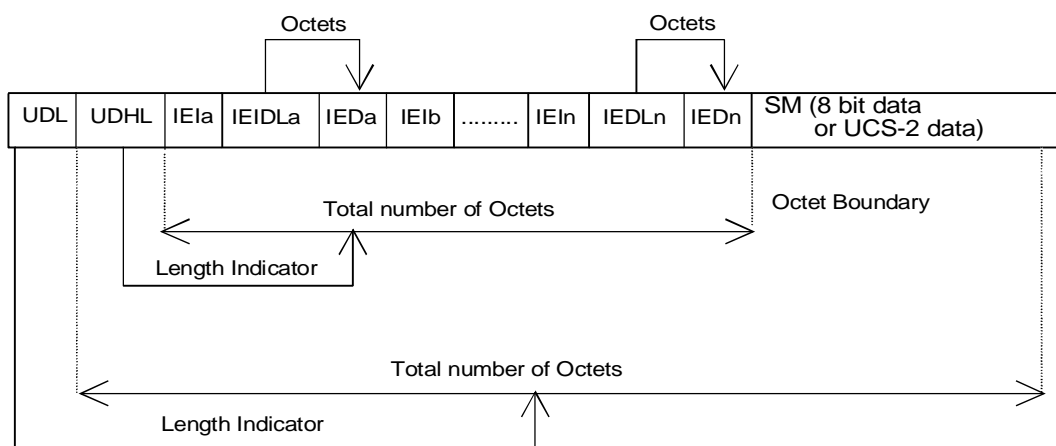 Octets
Octets
UDL UDHL IEIa IEIDLa IEDa IEIb ......... IEIn IEDLn IEDn SM (8 bit data
or UCS-2 data)
Octet Boundary
Total number of Octets
Length Indicator
Total number of Octets
Length Indicator